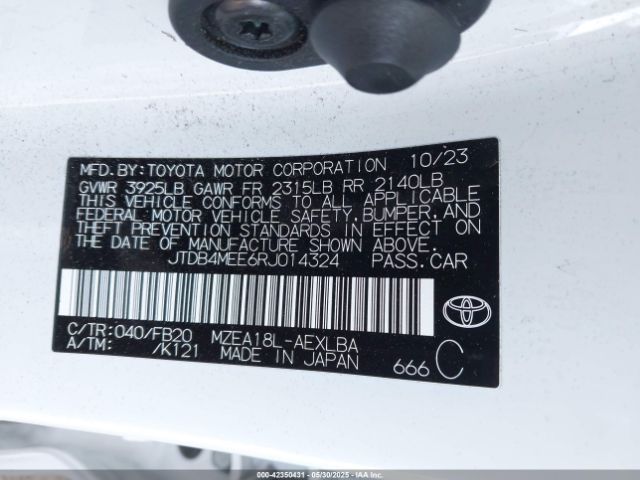 MFD.BY:TOYOTA MOTOR CORPORATION 10/23
GVWR 3925LB GAWR FR 2315LB RR 2140LB
THIS VEHICLE CONFORMS TO ALL APPLICABLE
FEDERAL MOTOR VEHICLE SAFETY,BUMPER,AND
THEFT PREVENTION STANDARDS IN EFFECT ON
THE DATE OF MANUFACTURE SHOWN ABOVE.
JTDB4MEE6RJ014324 PASS.CAR
C/TR:040/FB20 MZEA18L-AEXLBA
A/TM: /K121 MADE IN JAPAN 666 C
000-42350431 - 05/30/2025 - IAAI.COM